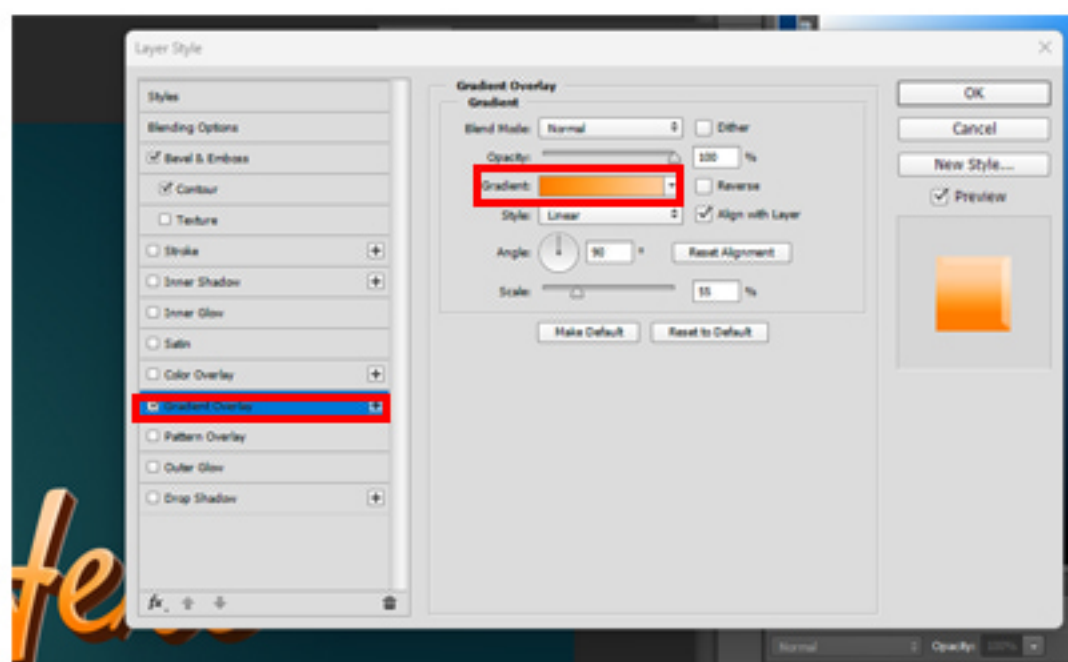 Layer Style
Styles
Blending Options
Bevel & Emboss
Contour
Texture
Stroke
Inner Shadow
Inner Glow
Satin
Color Overlay
Gradient Overlay
Pattern Overlay
Outer Glow
Drop Shadow
fx
Gradient Overlay
Gradient
Blend Mode: Normal Dither
Opacity: 100 %
Gradient: Reverse
Style: Linear Align with Layer
Angle: 90 ° Reset Alignment
Scale: 55 %
Make Default Reset to Default
OK
Cancel
New Style...
Preview
Normal Opacity: 100%